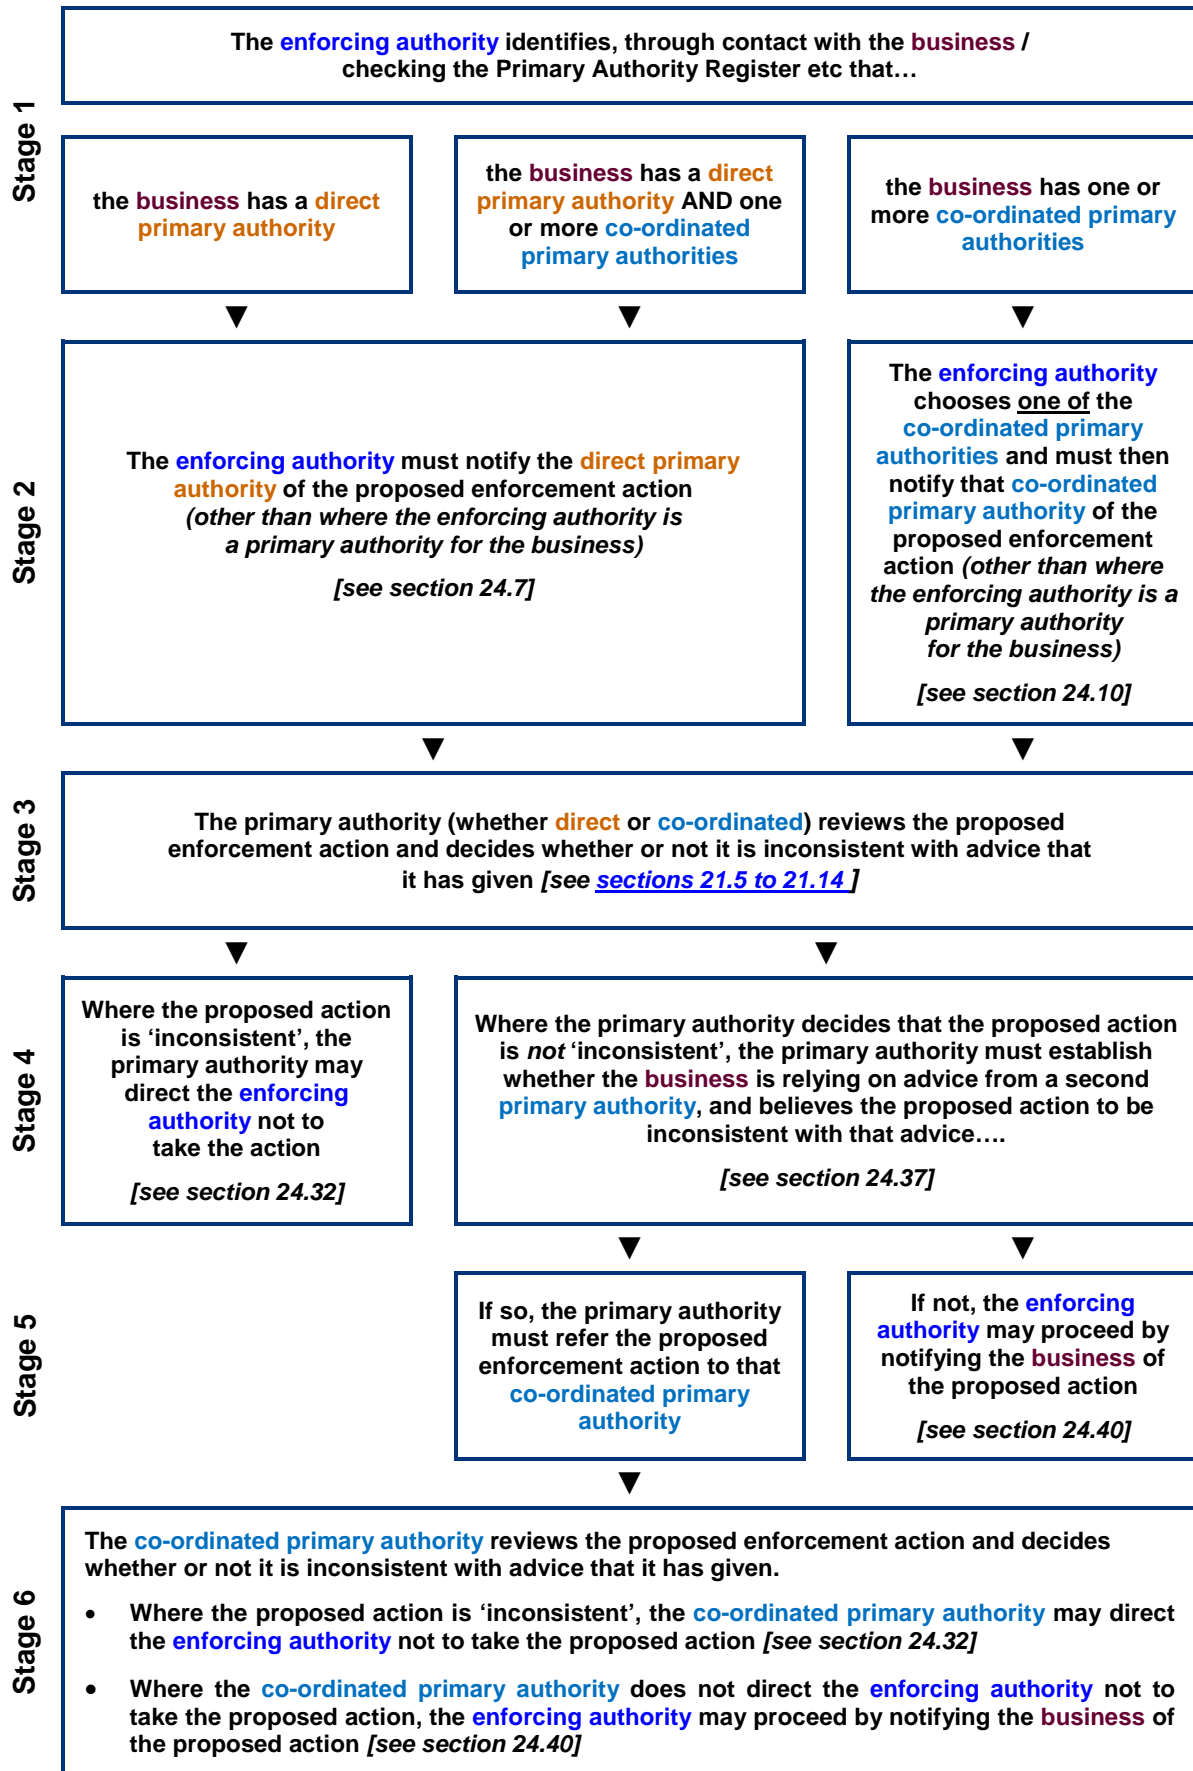 Stage 1
The enforcing authority identifies, through contact with the business /
checking the Primary Authority Register etc that…
the business has a direct
primary authority
the business has a direct
primary authority AND one
or more co-ordinated
primary authorities
the business has one or
more co-ordinated primary
authorities
▼
▼
▼
Stage 2
The enforcing authority must notify the direct primary
authority of the proposed enforcement action
(other than where the enforcing authority is
a primary authority for the business)
[see section 24.7]
The enforcing authority
chooses one of the
co-ordinated primary
authorities and must then
notify that co-ordinated
primary authority of the
proposed enforcement
action (other than where
the enforcing authority is a
primary authority
for the business)
[see section 24.10]
▼
▼
Stage 3
The primary authority (whether direct or co-ordinated) reviews the proposed
enforcement action and decides whether or not it is inconsistent with advice that
it has given [see sections 21.5 to 21.14 ]
▼
▼
Stage 4
Where the proposed action
is ‘inconsistent’, the
primary authority may
direct the enforcing
authority not to
take the action
[see section 24.32]
Where the primary authority decides that the proposed action
is not ‘inconsistent’, the primary authority must establish
whether the business is relying on advice from a second
primary authority, and believes the proposed action to be
inconsistent with that advice….
[see section 24.37]
▼
▼
Stage 5
If so, the primary authority
must refer the proposed
enforcement action to that
co-ordinated primary
authority
If not, the enforcing
authority may proceed by
notifying the business of
the proposed action
[see section 24.40]
▼
Stage 6
The co-ordinated primary authority reviews the proposed enforcement action and decides
whether or not it is inconsistent with advice that it has given.
• Where the proposed action is ‘inconsistent’, the co-ordinated primary authority may direct
the enforcing authority not to take the proposed action [see section 24.32]
• Where the co-ordinated primary authority does not direct the enforcing authority not to
take the proposed action, the enforcing authority may proceed by notifying the business of
the proposed action [see section 24.40]